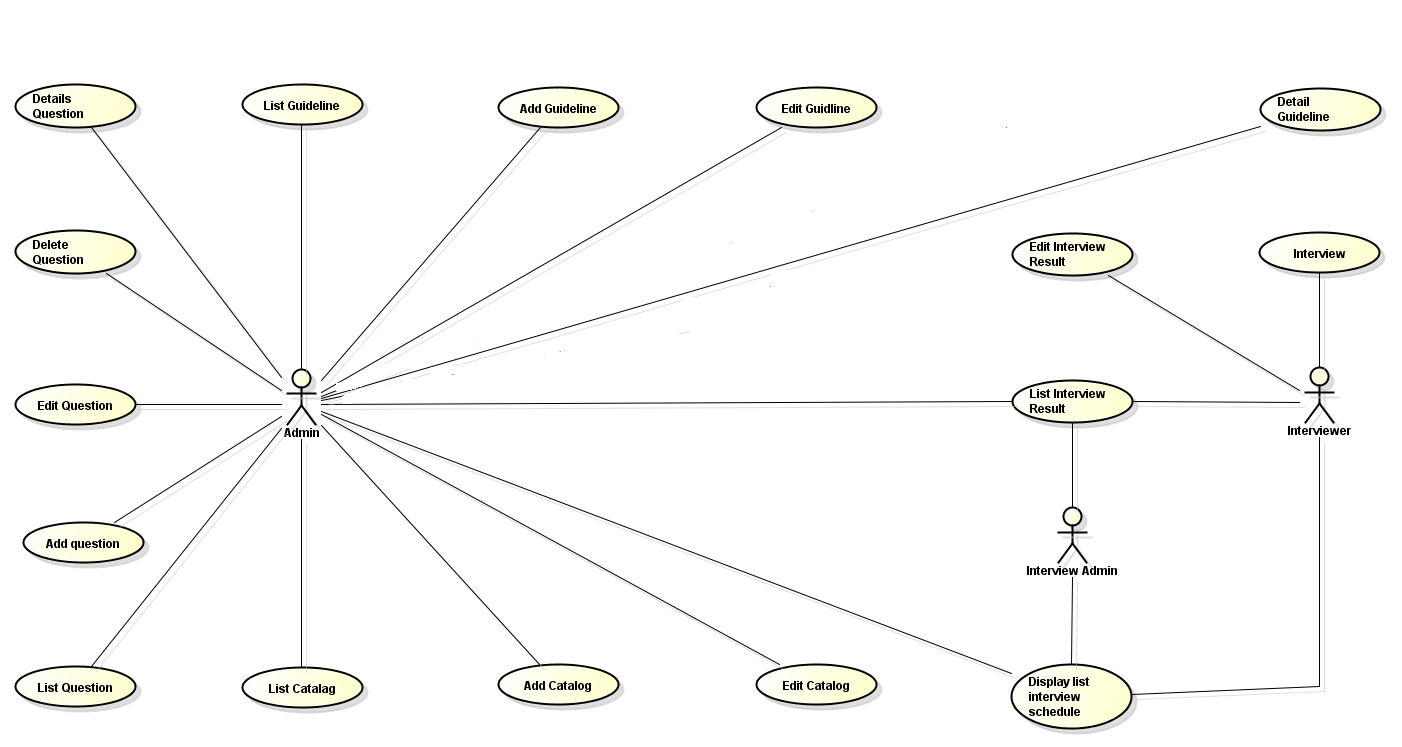 Details
Question
List Guideline
Add Guideline
Edit Guidline
Detail
Guideline
Delete
Question
Edit Interview
Result
Interview
Edit Question
Admin
List Interview
Result
Interviewer
Add question
Interview Admin
List Question
List Catalag
Add Catalog
Edit Catalog
Display list
interview
schedule